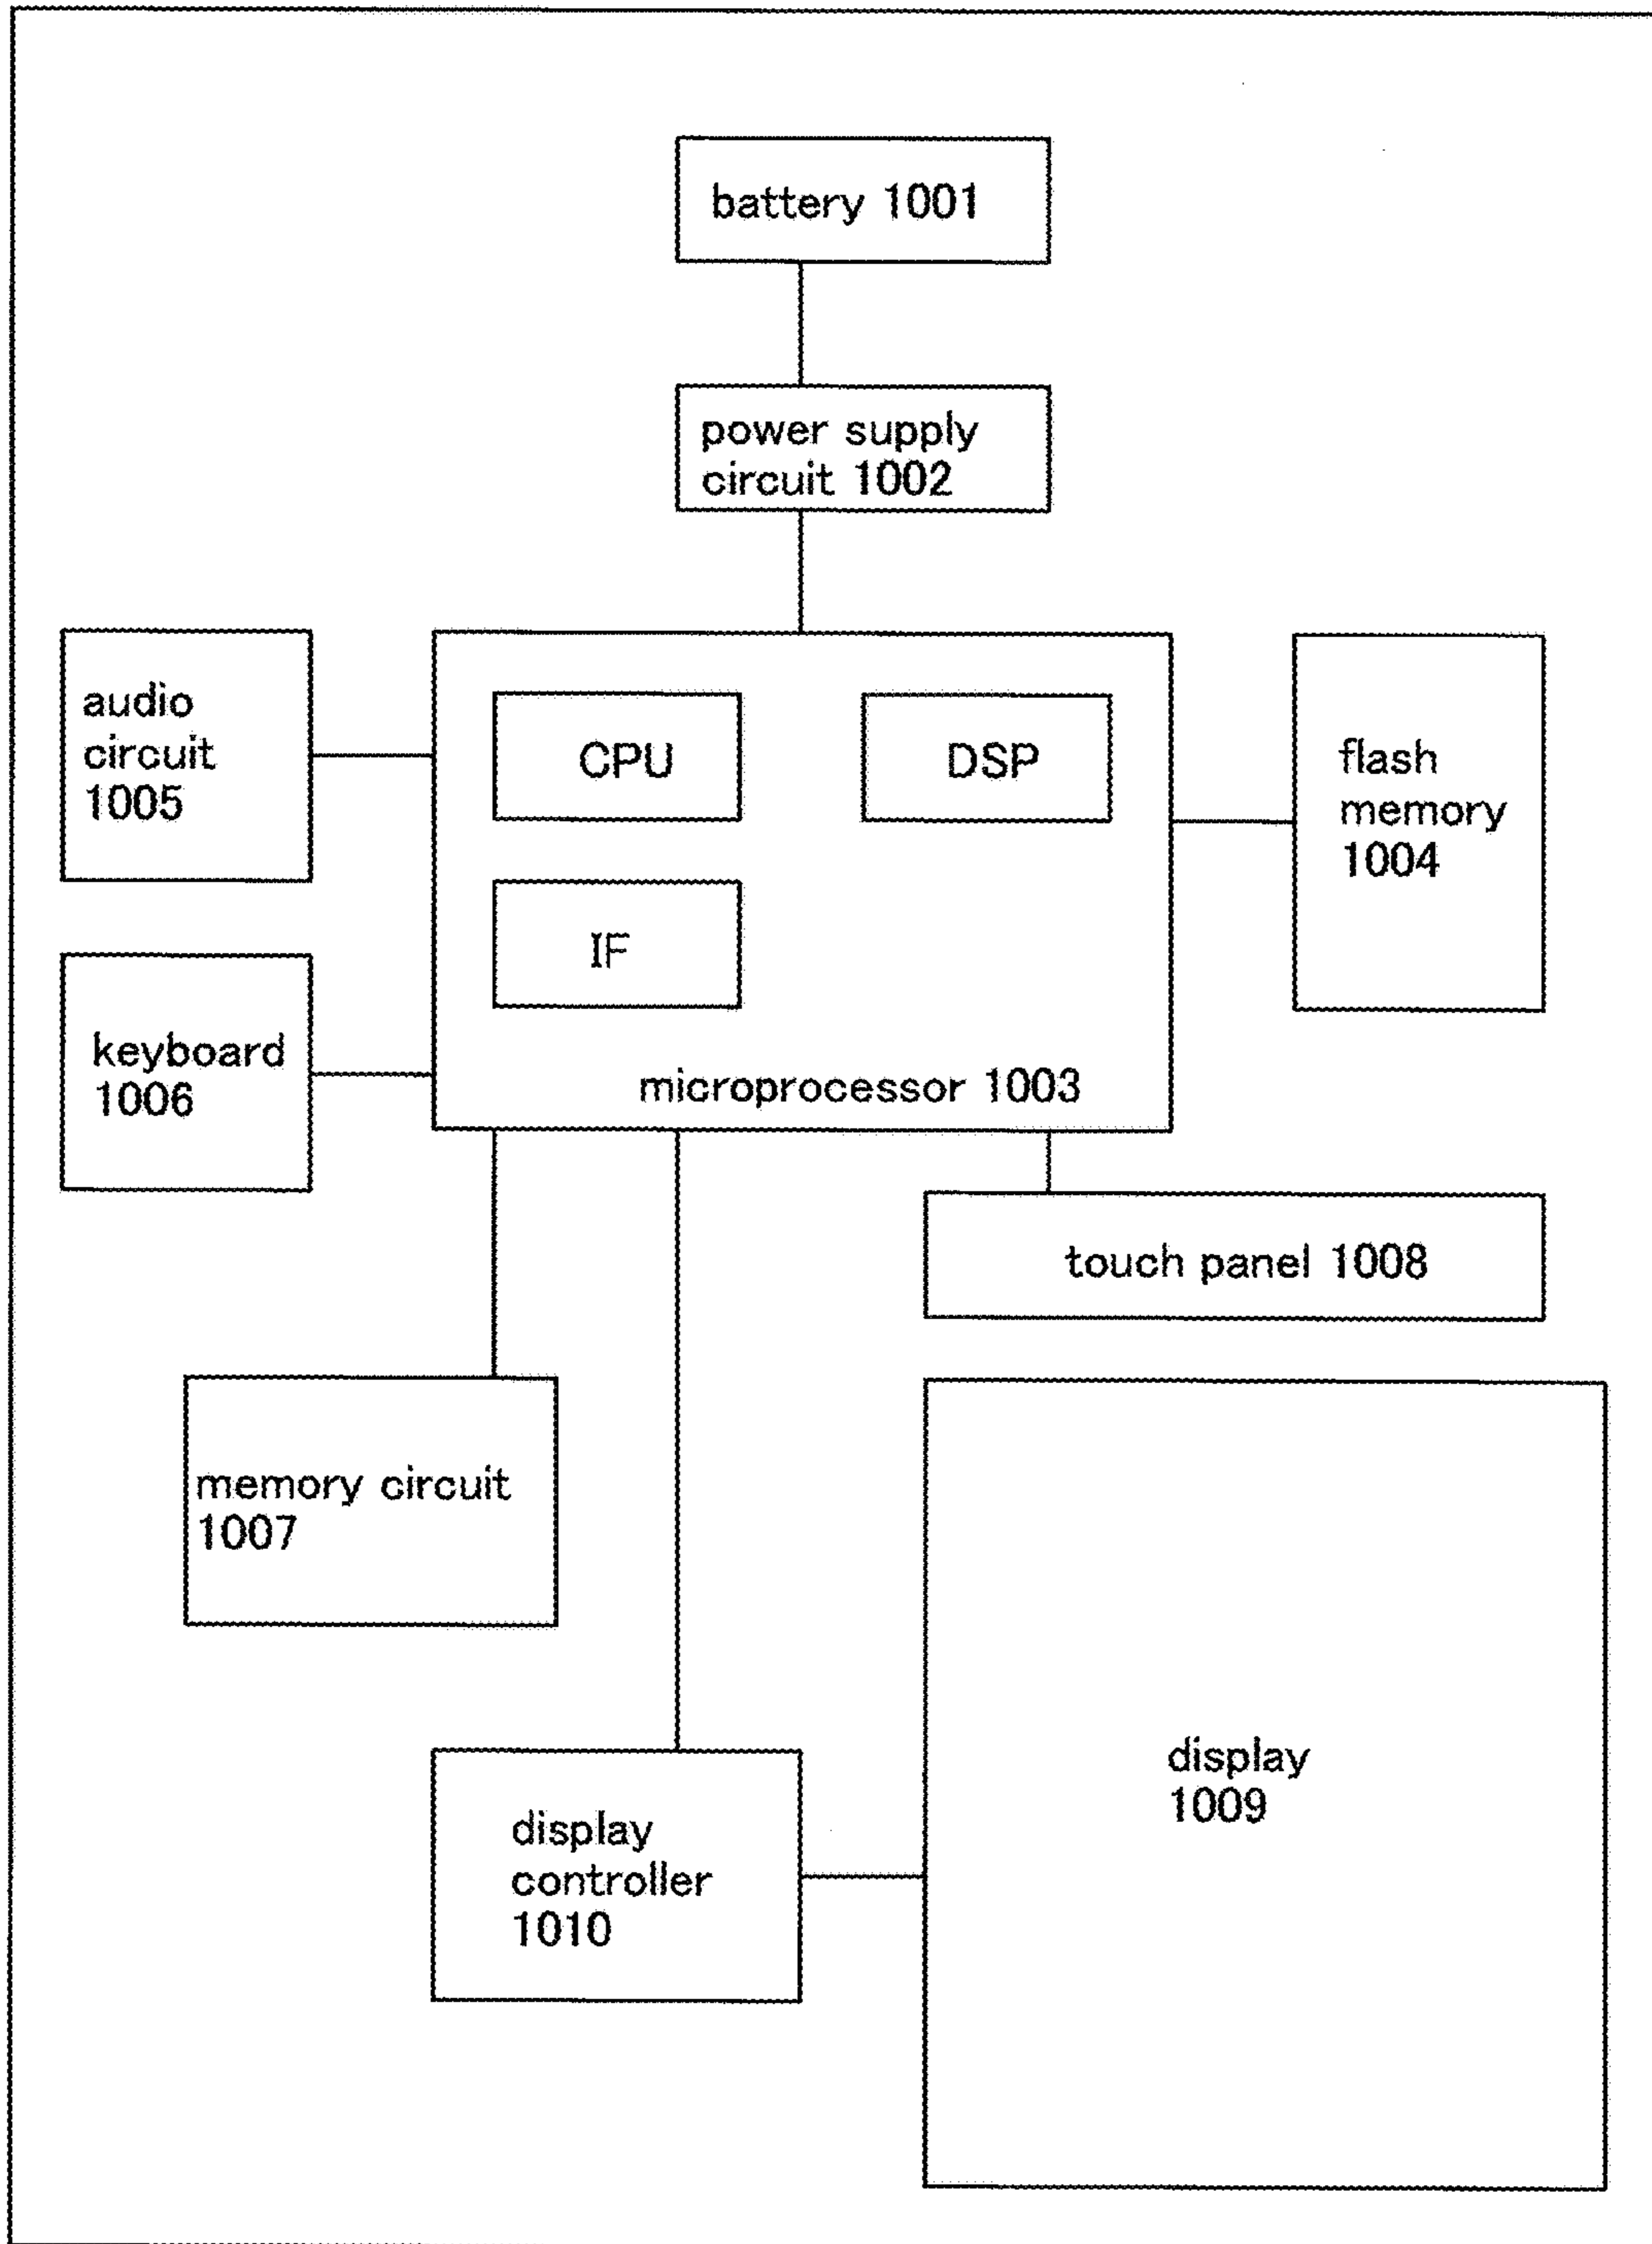 battery 1001
power supply
circuit 1002
audio
circuit
1005
CPU
DSP
flash
memory
1004
IF
keyboard
1006
microprocessor 1003
touch panel 1008
memory circuit
1007
display
1009
display
controller
1010